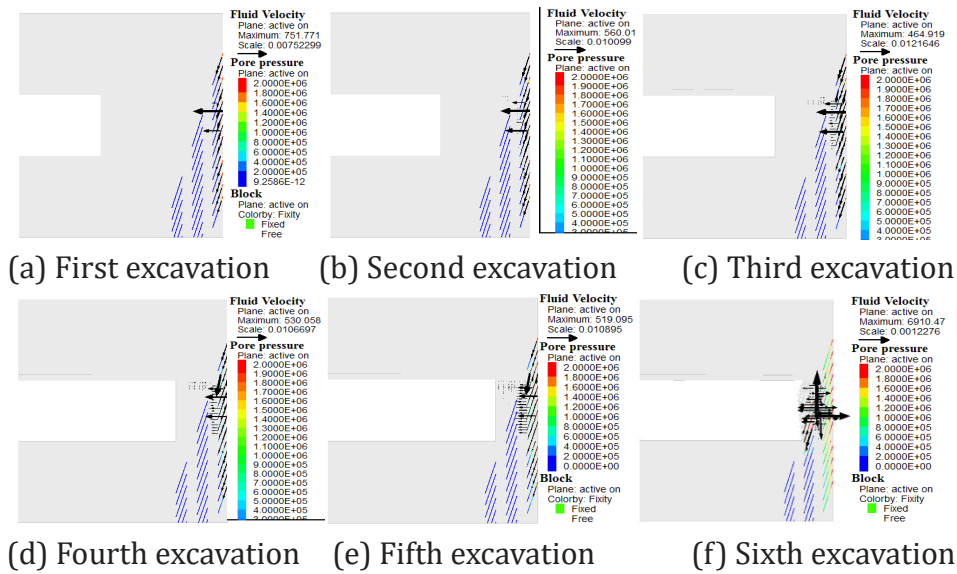 Fluid Velocity
Plane: active on
Maximum: 751.771
Scale: 0.00752299
Pore pressure
Plane: active on
2.0000E+06
1.8000E+06
1.6000E+06
1.4000E+06
1.2000E+06
1.0000E+06
8.0000E+05
6.0000E+05
4.0000E+05
2.0000E+05
9.2586E-12
Block
Plane: active on
Colorby: Fixity
Fixed
Free
(a) First excavation
Fluid Velocity
Plane: active on
Maximum: 560.01
Scale: 0.010099
Pore pressure
Plane: active on
2.0000E+06
1.9000E+06
1.8000E+06
1.7000E+06
1.6000E+06
1.5000E+06
1.4000E+06
1.3000E+06
1.2000E+06
1.1000E+06
1.0000E+06
9.0000E+05
8.0000E+05
7.0000E+05
6.0000E+05
5.0000E+05
4.0000E+05
3.0000E+05
(b) Second excavation
Fluid Velocity
Plane: active on
Maximum: 464.919
Scale: 0.0121646
Pore pressure
Plane: active on
2.0000E+06
1.9000E+06
1.8000E+06
1.7000E+06
1.6000E+06
1.5000E+06
1.4000E+06
1.3000E+06
1.2000E+06
1.1000E+06
1.0000E+06
9.0000E+05
8.0000E+05
7.0000E+05
6.0000E+05
5.0000E+05
4.0000E+05
3.0000E+05
(c) Third excavation
Fluid Velocity
Plane: active on
Maximum: 530.058
Scale: 0.0106697
Pore pressure
Plane: active on
2.0000E+06
1.9000E+06
1.8000E+06
1.7000E+06
1.6000E+06
1.5000E+06
1.4000E+06
1.3000E+06
1.2000E+06
1.1000E+06
1.0000E+06
9.0000E+05
8.0000E+05
7.0000E+05
6.0000E+05
5.0000E+05
4.0000E+05
3.0000E+05
(d) Fourth excavation
Fluid Velocity
Plane: active on
Maximum: 519.095
Scale: 0.010895
Pore pressure
Plane: active on
2.0000E+06
1.8000E+06
1.6000E+06
1.4000E+06
1.2000E+06
1.0000E+06
8.0000E+05
6.0000E+05
4.0000E+05
2.0000E+05
0.0000E+00
Block
Plane: active on
Colorby: Fixity
Fixed
Free
(e) Fifth excavation
Fluid Velocity
Plane: active on
Maximum: 6910.47
Scale: 0.0012276
Pore pressure
Plane: active on
2.0000E+06
1.8000E+06
1.6000E+06
1.4000E+06
1.2000E+06
1.0000E+06
8.0000E+05
6.0000E+05
4.0000E+05
2.0000E+05
0.0000E+00
Block
Plane: active on
Colorby: Fixity
Fixed
Free
(f) Sixth excavation